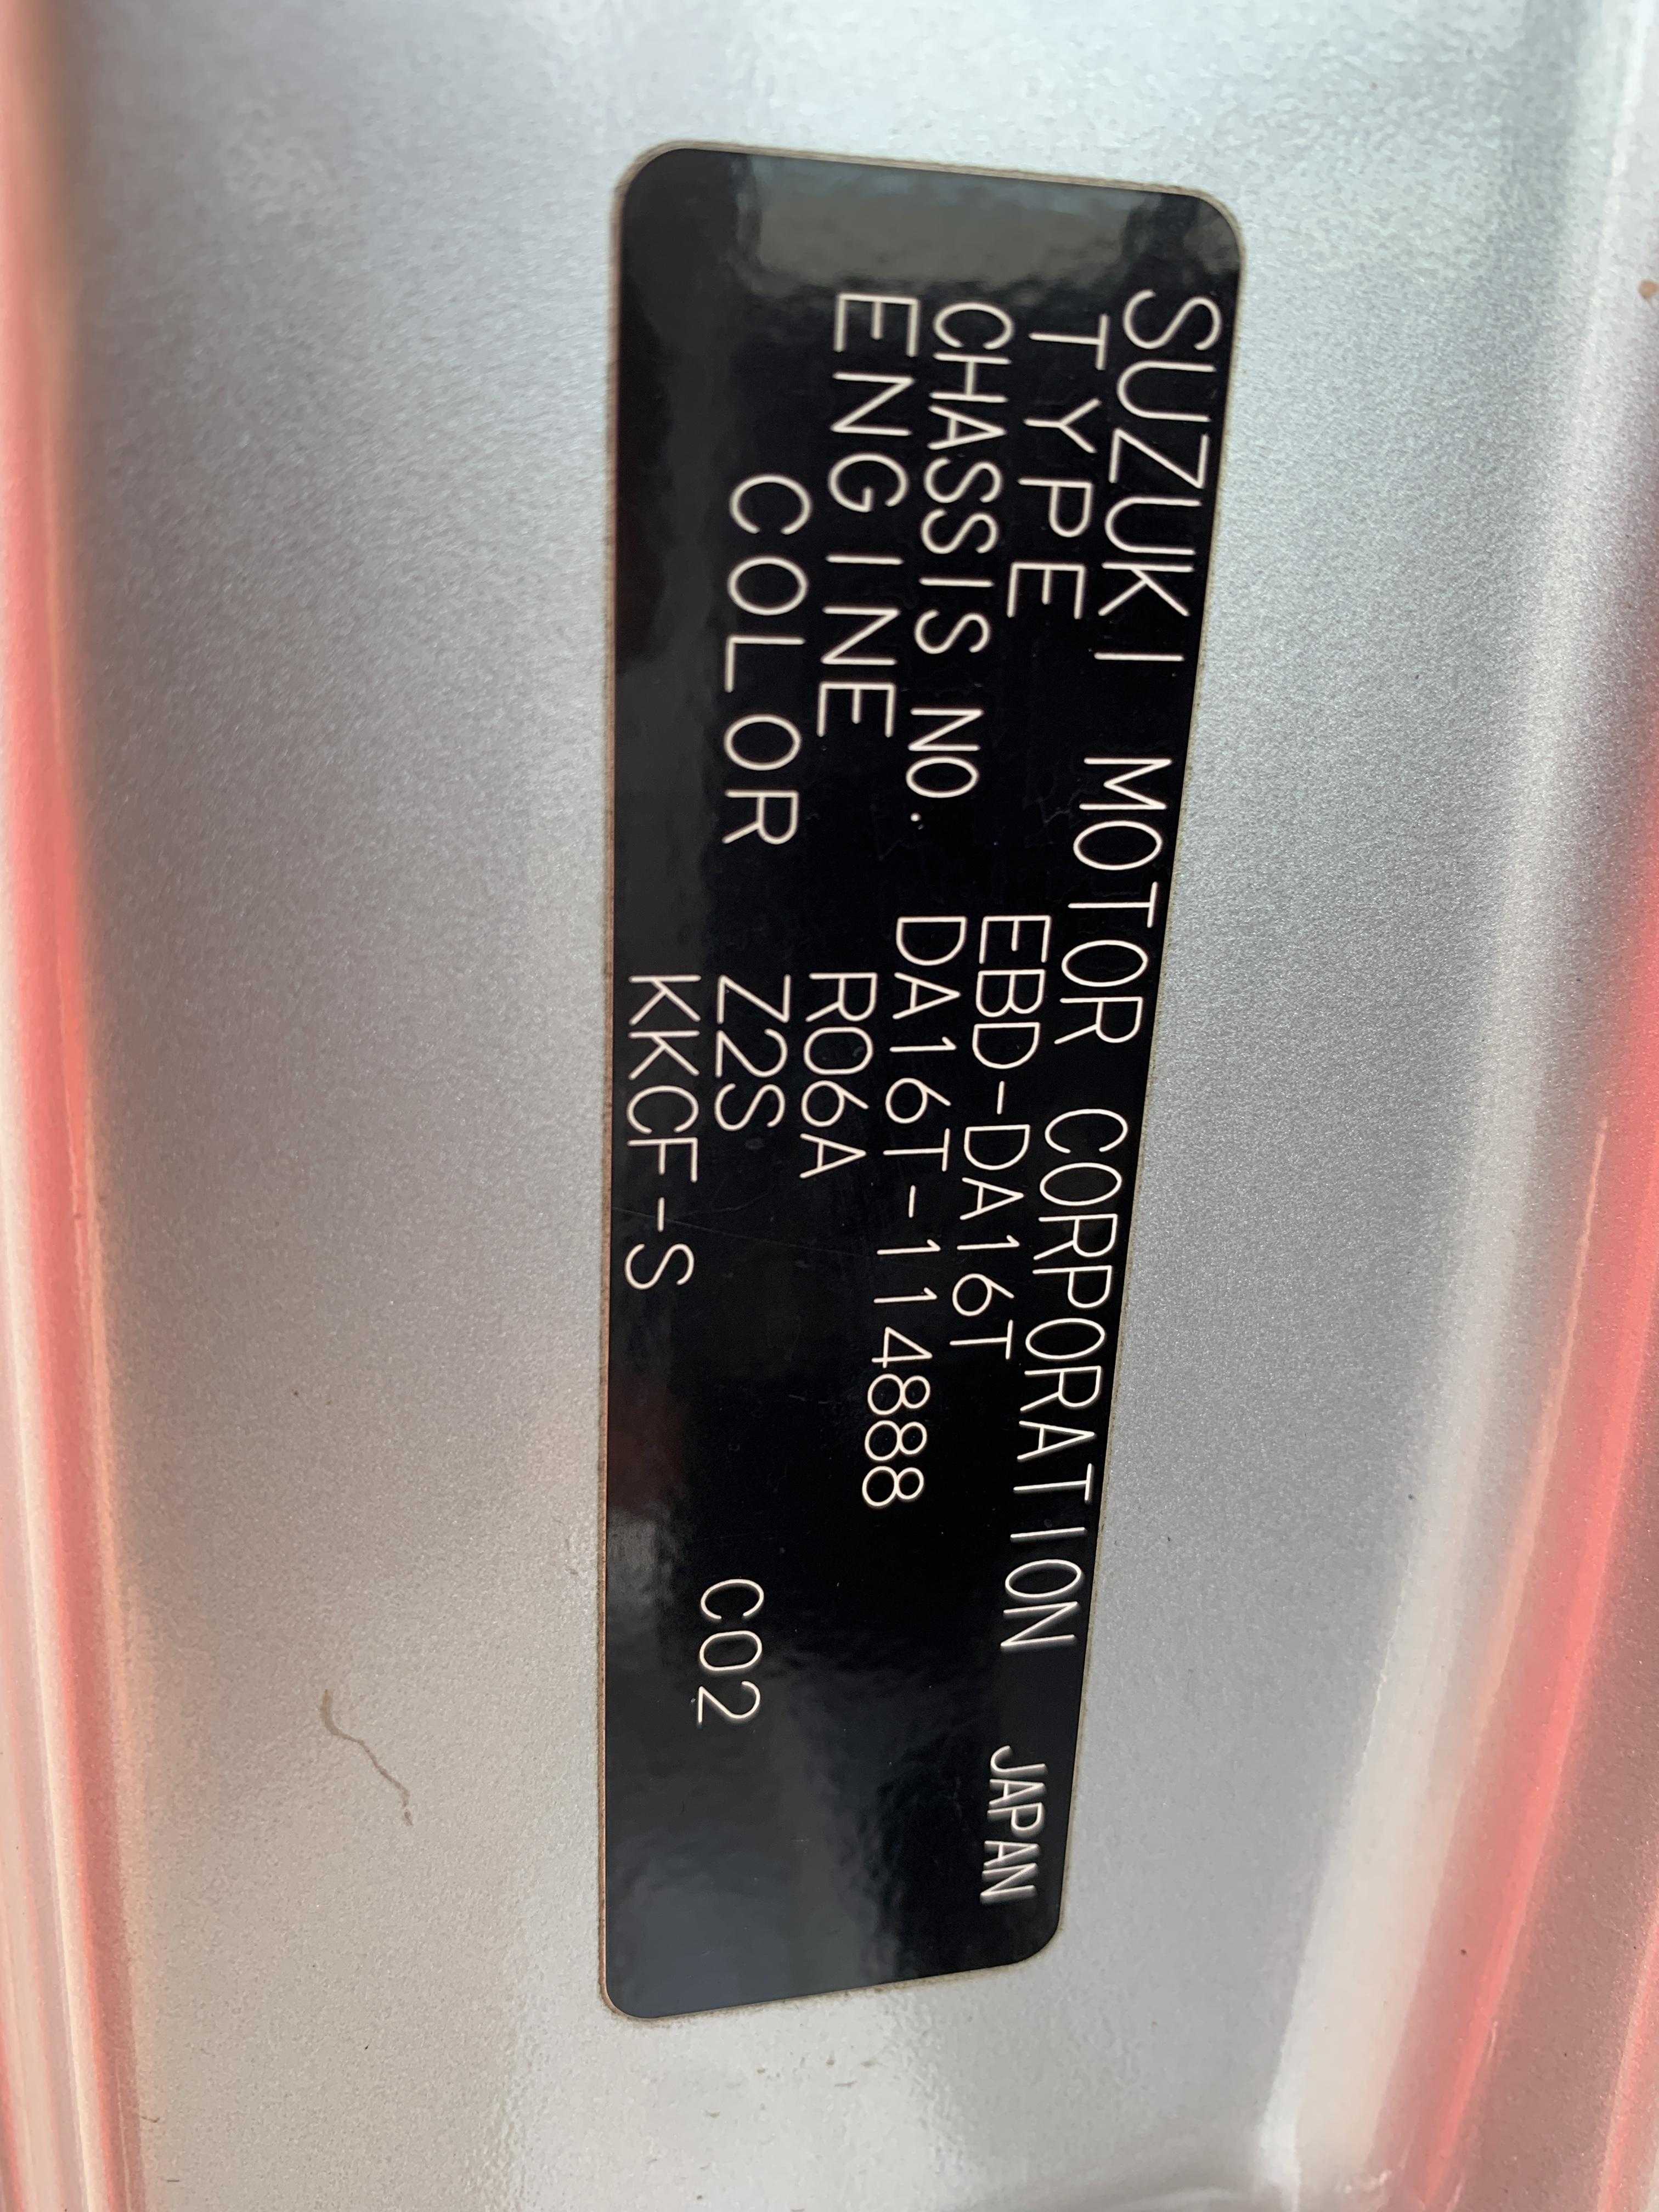 SUZUKI MOTOR CORPORATION JAPAN
TYPE EBD-DA16T
CHASSIS NO. DA16T-114888
ENGINE R06A
COLOR Z2S C02
KKCF-S